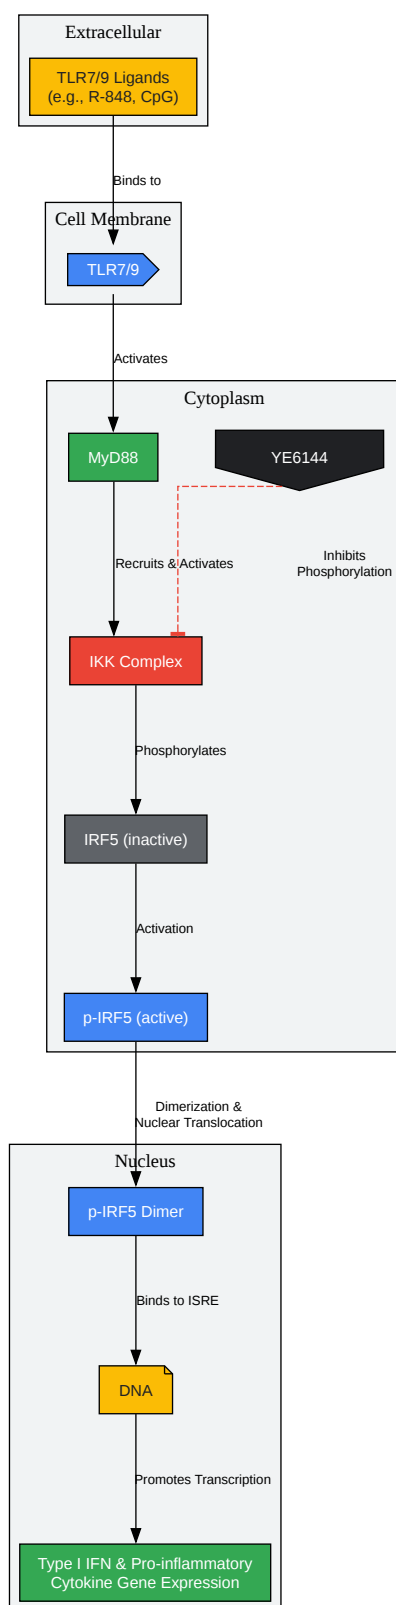 Extracellular
TLR7/9 Ligands
(e.g., R-848, CpG)
Binds to
Cell Membrane
TLR7/9
Activates
Cytoplasm
MyD88
YE6144
Recruits & Activates
Inhibits
Phosphorylation
IKK Complex
Phosphorylates
IRF5 (inactive)
Activation
p-IRF5 (active)
Dimerization &
Nuclear Translocation
Nucleus
p-IRF5 Dimer
Binds to ISRE
DNA
Promotes Transcription
Type I IFN & Pro-inflammatory
Cytokine Gene Expression